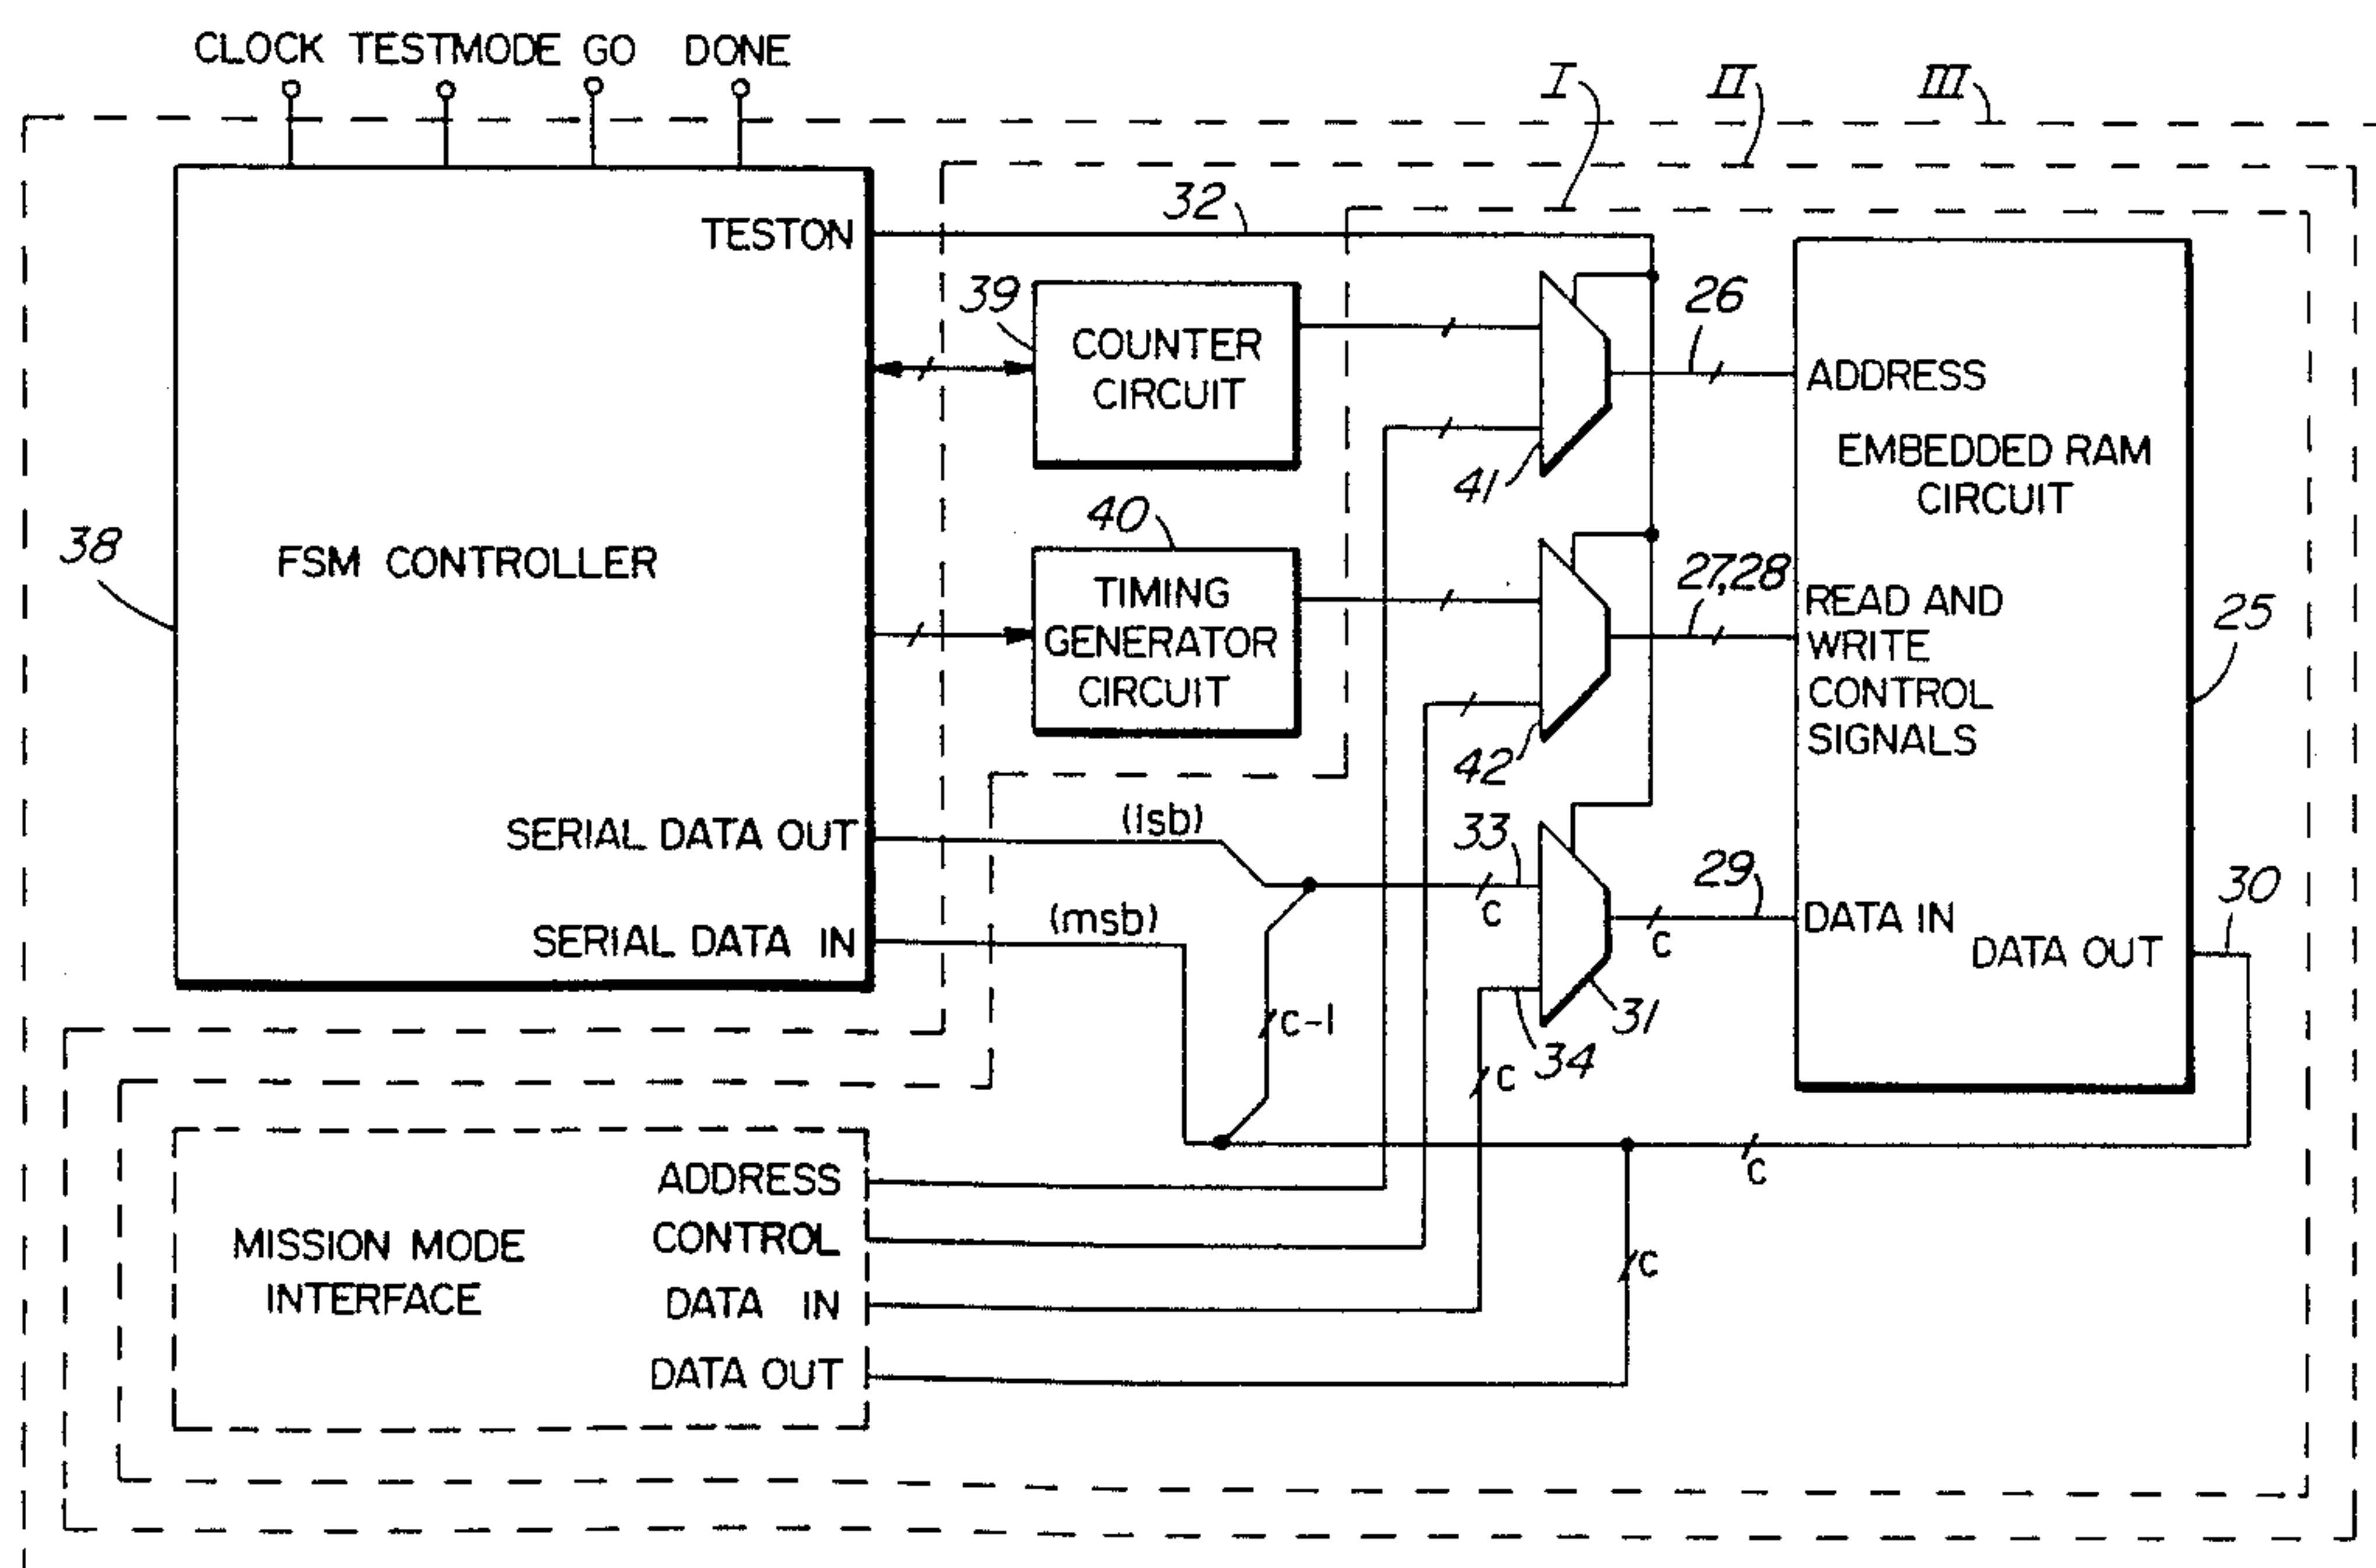 CLOCK TESTMODE GO DONE
I II III
TESTON
32
39
COUNTER
CIRCUIT
26
ADDRESS
EMBEDDED RAM
CIRCUIT
41
40
38
FSM CONTROLLER
TIMING
GENERATOR
CIRCUIT
27,28
READ AND
WRITE
CONTROL
SIGNALS
25
42
SERIAL DATA OUT
(lsb)
33
c
29
c
DATA IN
30
SERIAL DATA IN
(msb)
DATA OUT
c-1
31
34
c
c
MISSION MODE
INTERFACE
ADDRESS
CONTROL
DATA IN
DATA OUT
c